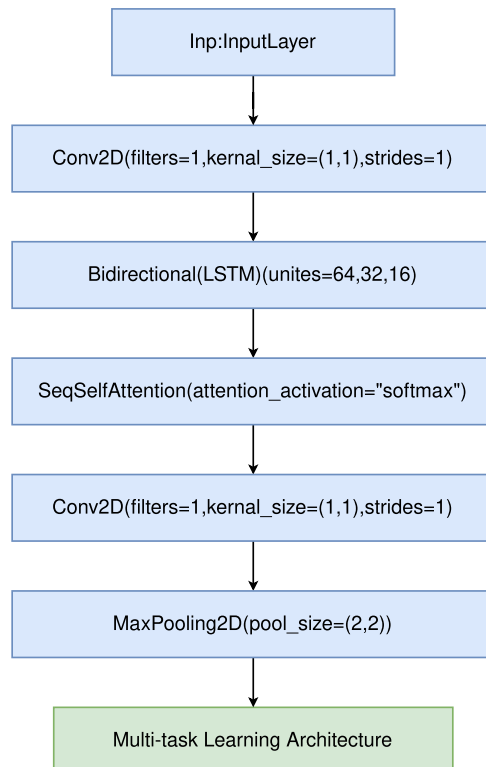 Inp:InputLayer
Conv2D(filters=1,kernal_size=(1,1),strides=1)
Bidirectional(LSTM)(unites=64,32,16)
SeqSelfAttention(attention_activation="softmax")
Conv2D(filters=1,kernal_size=(1,1),strides=1)
MaxPooling2D(pool_size=(2,2))
Multi-task Learning Architecture